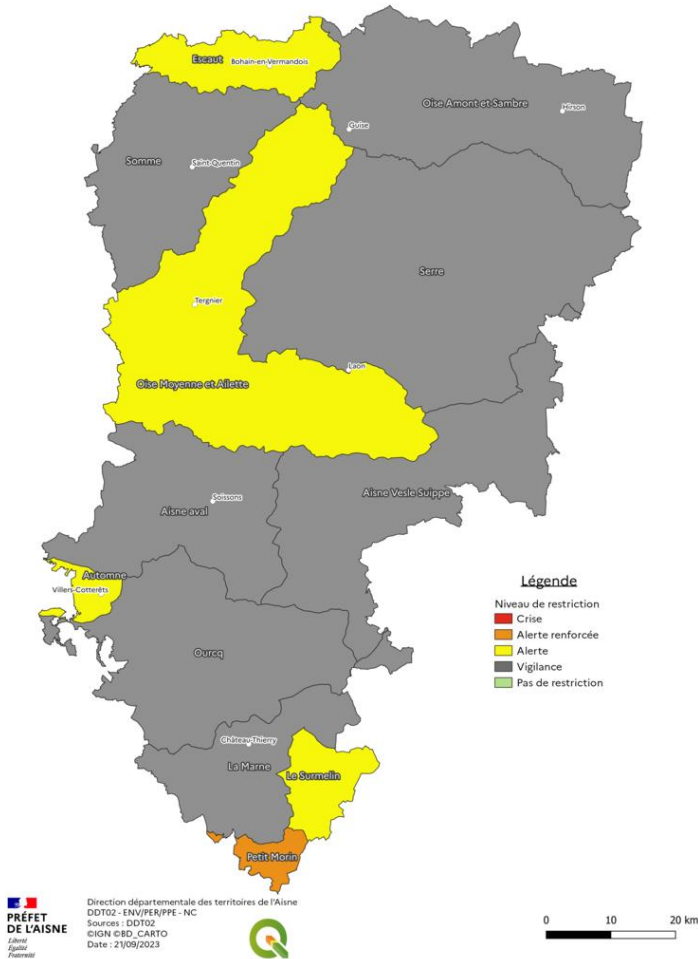 Escaut
Bohain-en-Vermandois
Oise Amont et Sambre
Hirson
Guise
Somme
Saint-Quentin
Serre
Tergnier
Laon
Oise Moyenne et Ailette
Aisne Vesle Suippe
Soissons
Aisne aval
Automne
Villers-Cotterêts
Légende
Niveau de restriction
Crise
Alerte renforcée
Alerte
Vigilance
Pas de restriction
Ourcq
Château-Thierry
La Marne
Le Surmelin
Petit Morin
PRÉFET
DE L'AISNE
Liberté
Égalité
Fraternité
Direction départementale des territoires de l'Aisne
DDT02 - ENV/PER/PPE - NC
Sources : DDT02
©IGN ©BD_CARTO
Date : 21/09/2023
0 10 20 km